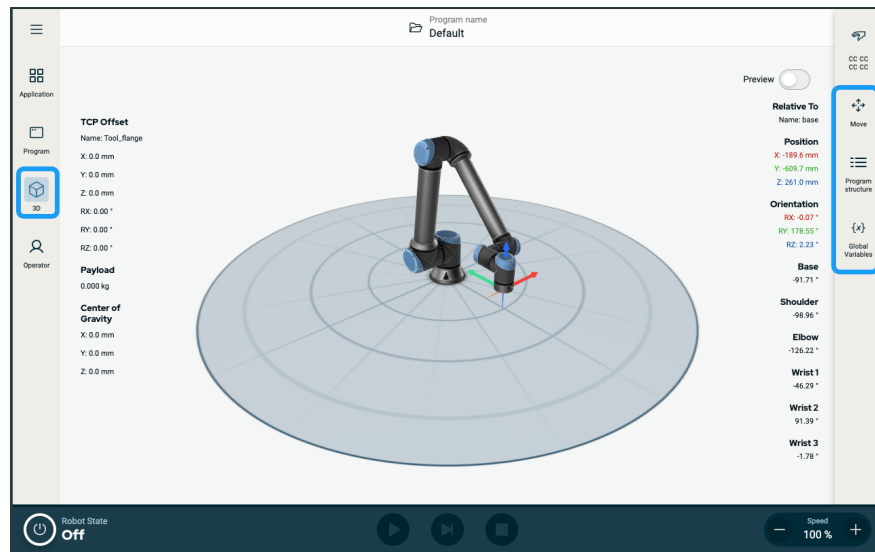 Program name
Default
Application
Program
3D
Operator
TCP Offset
Name: Tool_flange
X: 0.0 mm
Y: 0.0 mm
Z: 0.0 mm
RX: 0.00 °
RY: 0.00 °
RZ: 0.00 °
Payload
0.000 kg
Center of
Gravity
X: 0.0 mm
Y: 0.0 mm
Z: 0.0 mm
Preview
Relative To
Name: base
Position
X: -189.6 mm
Y: -609.7 mm
Z: 261.0 mm
Orientation
RX: -0.07 °
RY: 178.55 °
RZ: 2.23 °
Base
-91.71 °
Shoulder
-98.96 °
Elbow
-126.22 °
Wrist 1
-46.29 °
Wrist 2
91.39 °
Wrist 3
-1.78 °
CC CC
CC CC
Move
Program
structure
{x}
Global
Variables
Robot State
Off
Speed
100 %